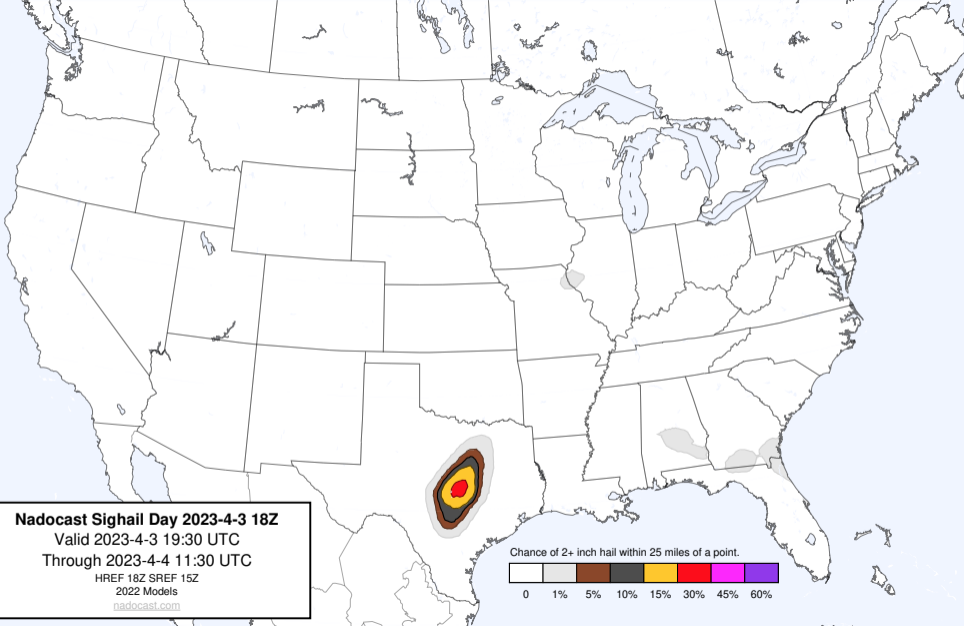 Nadocast Sighail Day 2023-4-3 18Z
Valid 2023-4-3 19:30 UTC
Through 2023-4-4 11:30 UTC
HREF 18Z SREF 15Z
2022 Models
nadocast.com
Chance of 2+ inch hail within 25 miles of a point.
0 1% 5% 10% 15% 30% 45% 60%